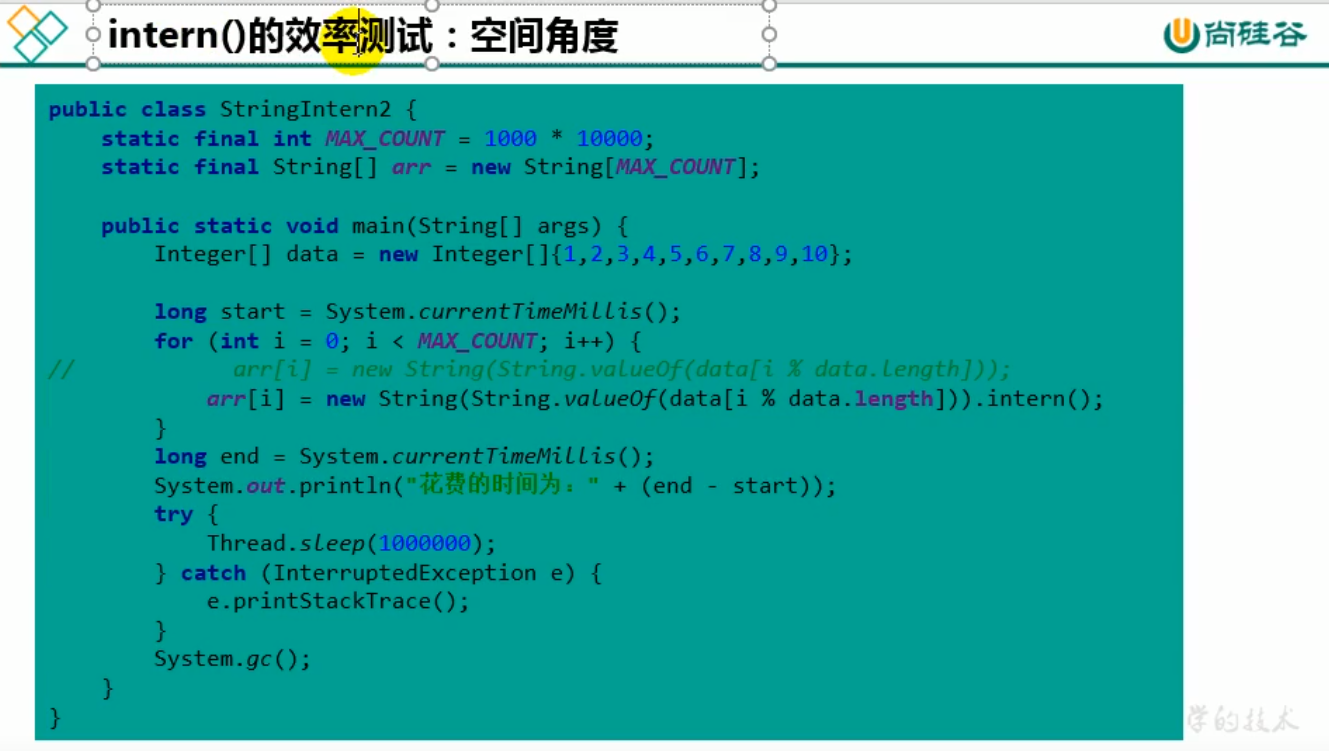 intern()的效率测试：空间角度
尚硅谷
public class StringIntern2 {
    static final int MAX_COUNT = 1000 * 10000;
    static final String[] arr = new String[MAX_COUNT];
    public static void main(String[] args) {
        Integer[] data = new Integer[]{1,2,3,4,5,6,7,8,9,10};
        long start = System.currentTimeMillis();
        for (int i = 0; i < MAX_COUNT; i++) {
//            arr[i] = new String(String.valueOf(data[i % data.length]));
            arr[i] = new String(String.valueOf(data[i % data.length])).intern();
        }
        long end = System.currentTimeMillis();
        System.out.println("花费的时间为：" + (end - start));
        try {
            Thread.sleep(1000000);
        } catch (InterruptedException e) {
            e.printStackTrace();
        }
        System.gc();
    }
}
学的技术